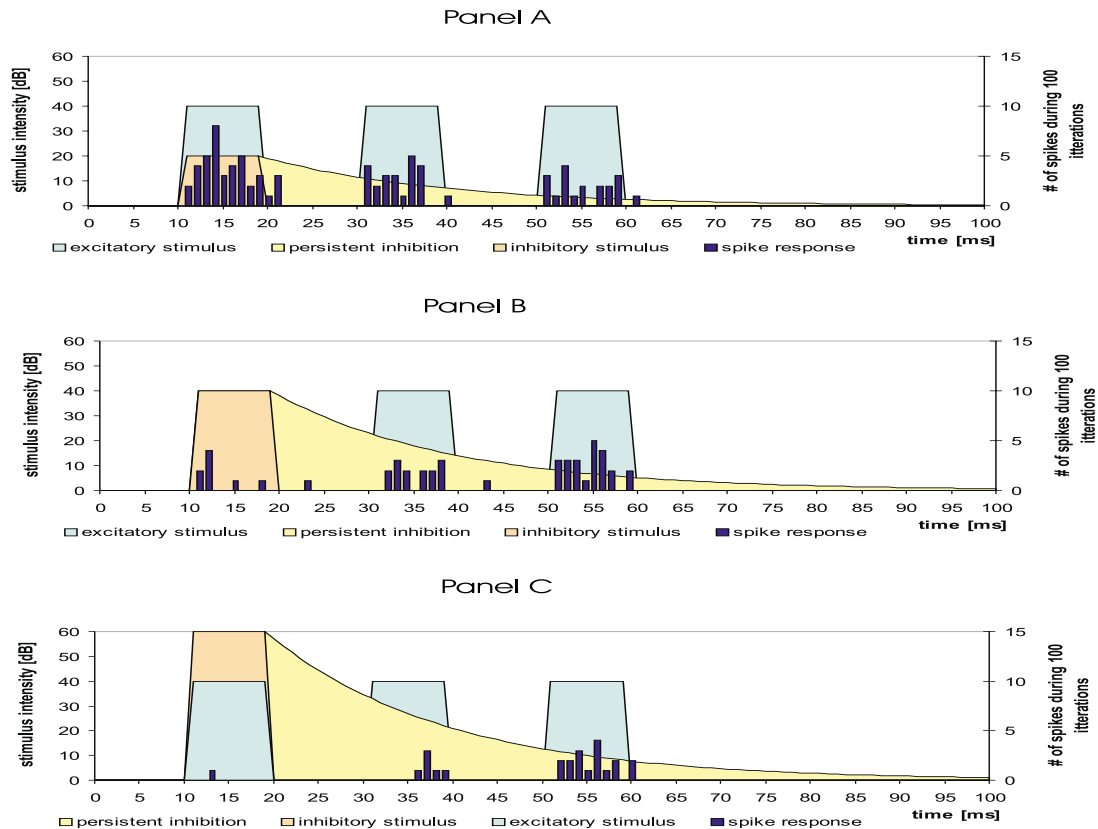 Panel A
stimulus intensity [dB]
60
50
40
30
20
10
0
15
10
5
0
# of spikes during 100
itterations
0 5 10 15 20 25 30 35 40 45 50 55 60 65 70 75 80 85 90 95 100
time [ms]
excitatory stimulus persistent inhibition inhibitory stimulus spike response
Panel B
stimulus intensity [dB]
60
50
40
30
20
10
0
15
10
5
0
# of spikes during 100
itterations
0 5 10 15 20 25 30 35 40 45 50 55 60 65 70 75 80 85 90 95 100
time [ms]
excitatory stimulus persistent inhibition inhibitory stimulus spike response
Panel C
stimulus intensity [dB]
60
50
40
30
20
10
0
15
10
5
0
# of spikes during 100
itterations
0 5 10 15 20 25 30 35 40 45 50 55 60 65 70 75 80 85 90 95 100
time [ms]
persistent inhibition inhibitory stimulus excitatory stimulus spike response